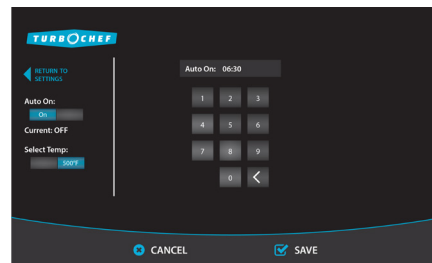 TURBOCHEF
RETURN TO
SETTINGS
Auto On:
On
Current: OFF
Select Temp:
500°F
Auto On: 06:30
1 2 3
4 5 6
7 8 9
0 <
CANCEL
SAVE